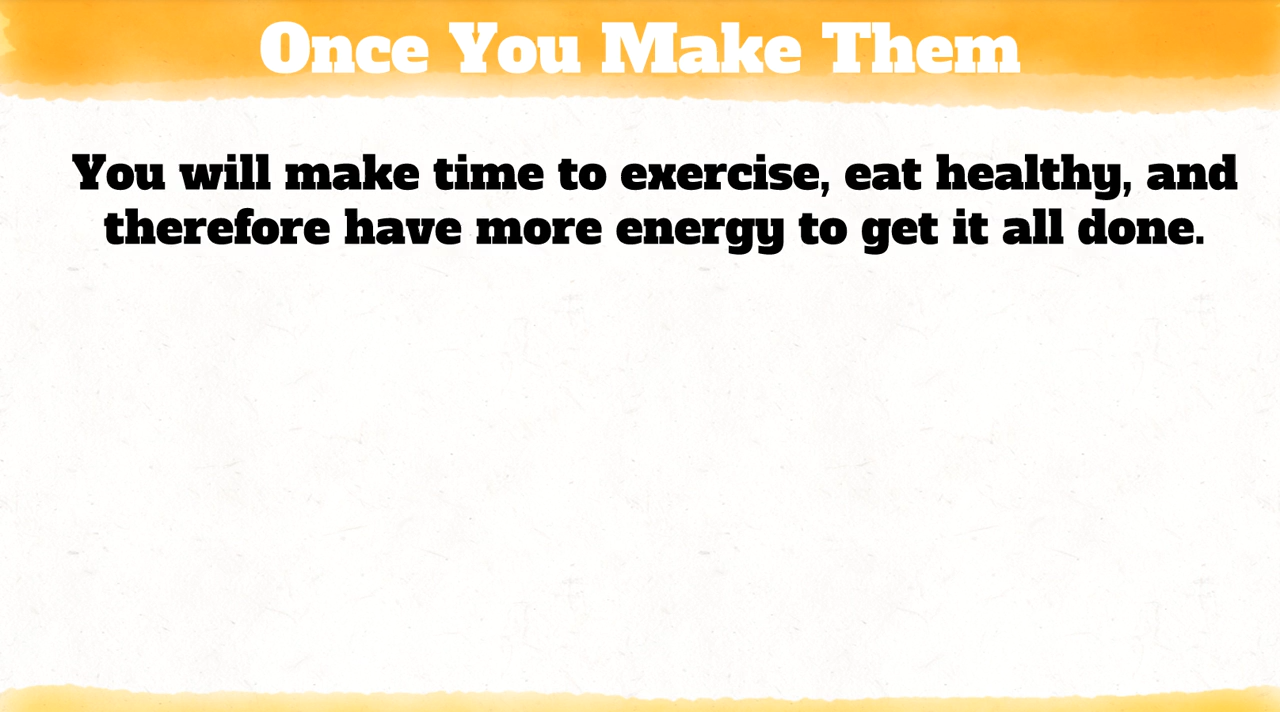 Once You Make Them
You will make time to exercise, eat healthy, and
therefore have more energy to get it all done.